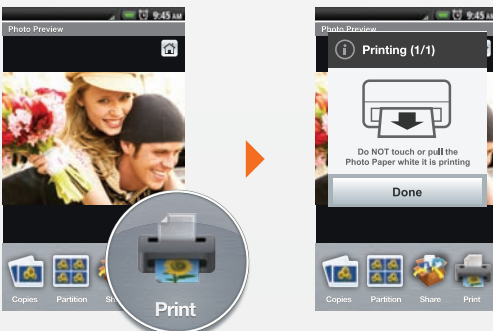 9:45 AM
Photo Preview
Copies
Partition
Print
9:45 AM
Photo Preview
Printing (1/1)
Do NOT touch or pull the
Photo Paper while it is printing
Done
Copies
Partition
Share
Print